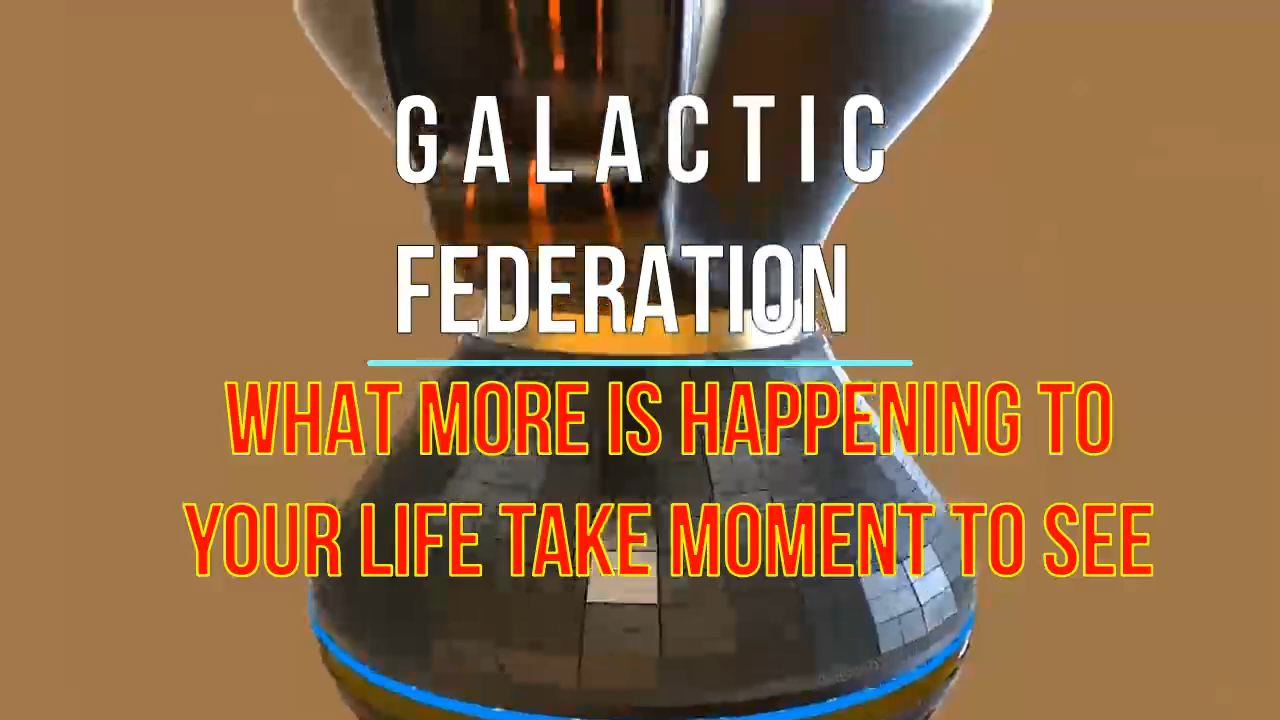 GALACTIC
FEDERATION
WHAT MORE IS HAPPENING TO
YOUR LIFE TAKE MOMENT TO SEE